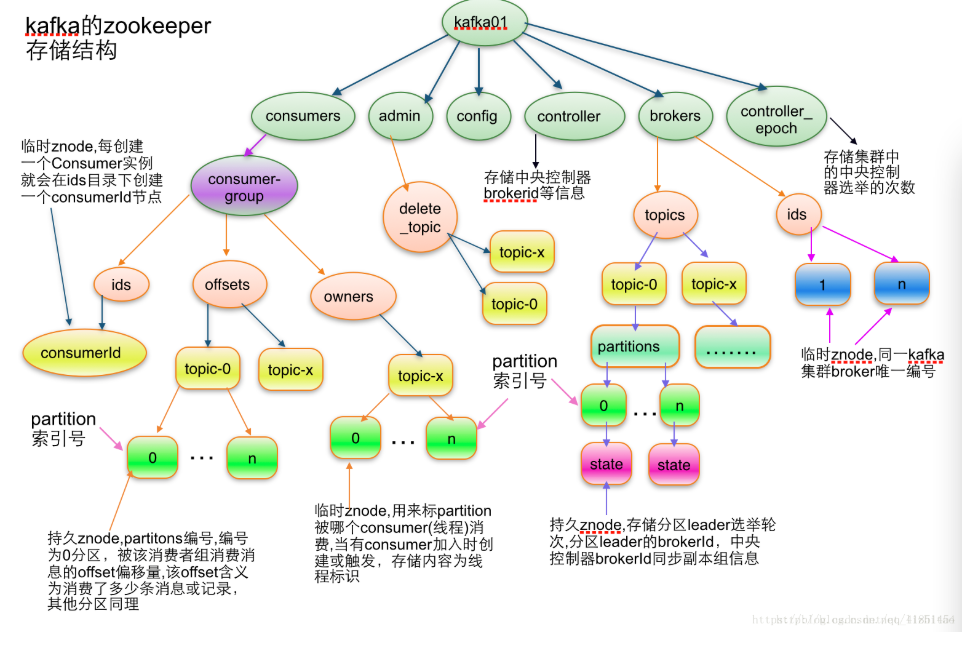 kafka的zookeeper
存储结构
kafka01
consumers
admin
config
controller
brokers
controller_
epoch
临时znode,每创建
一个Consumer实例
就会在ids目录下创建
一个consumerId节点
consumer-
group
存储中央控制器
brokerid等信息
存储集群中
的中央控制
器选举的次数
delete
_topic
topics
ids
topic-x
topic-0
ids
offsets
owners
topic-0
topic-x
1
n
consumerId
topic-0
topic-x
topic-x
partitions
.......
临时znode,同一kafka
集群broker唯一编号
partition
索引号
partition
索引号
0
...
n
0
...
n
0
...
n
state
state
持久znode,partitons编号,编号
为0分区，被该消费者组消费消
息的offset偏移量,该offset含义
为消费了多少条消息或记录，
其他分区同理
临时znode,用来标partition
被哪个consumer(线程)消
费,当有consumer加入时创
建或触发，存储内容为线
程标识
持久znode,存储分区leader选举轮
次,分区leader的brokerId，中央
控制器brokerId同步副本组信息